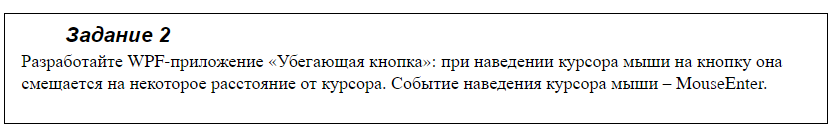 Задание 2
Разработайте WPF-приложение «Убегающая кнопка»: при наведении курсора мыши на кнопку она
смещается на некоторое расстояние от курсора. Событие наведения курсора мыши – MouseEnter.